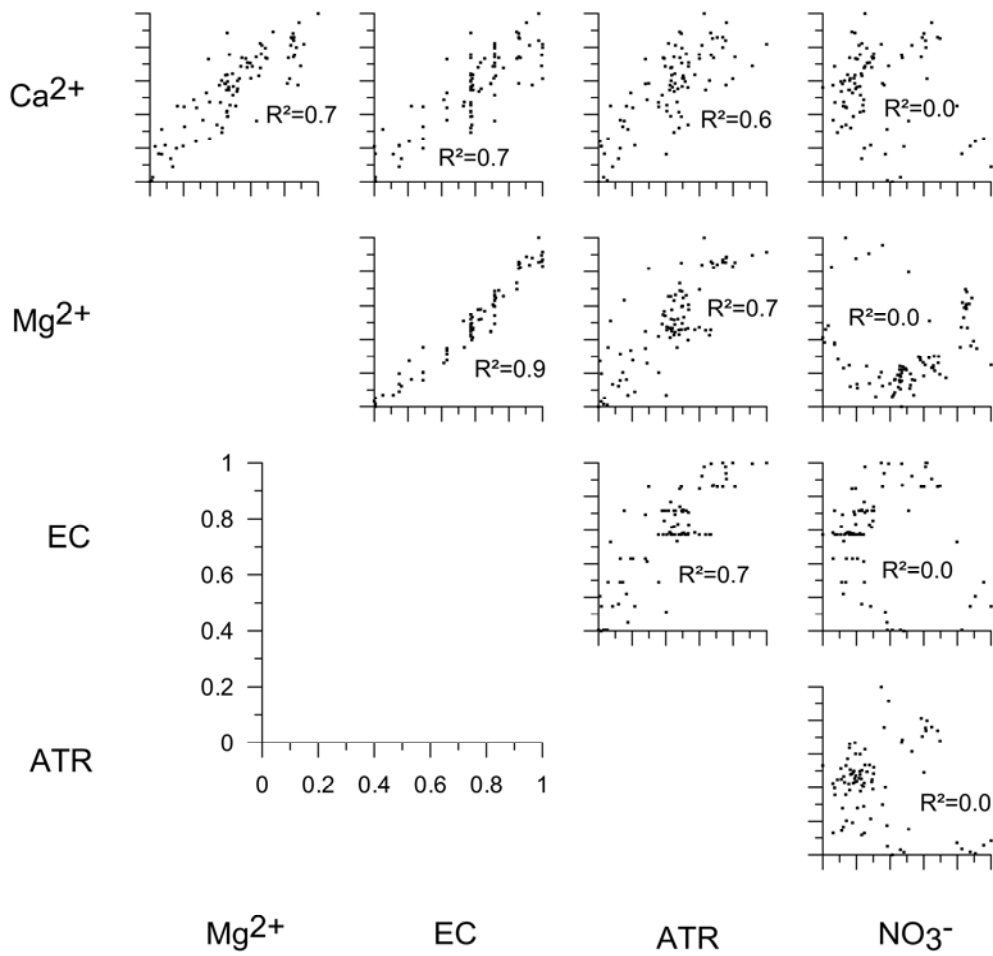 Ca2+
R²=0.7
R²=0.7
R²=0.6
R²=0.0
Mg2+
R²=0.9
R²=0.7
R²=0.0
EC
1
0.8
0.6
0.4
0.2
0
R²=0.7
R²=0.0
ATR
0 0.2 0.4 0.6 0.8 1
R²=0.0
Mg2+ EC ATR NO3-